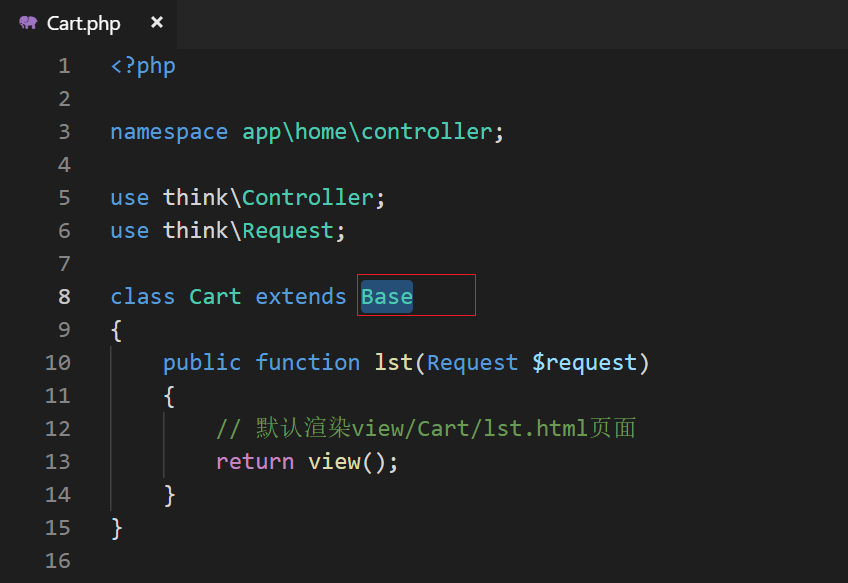 Cart.php ×
1 <?php
2
3 namespace app\home\controller;
4
5 use think\Controller;
6 use think\Request;
7
8 class Cart extends Base
9 {
10     public function lst(Request $request)
11     {
12         // 默认渲染view/Cart/lst.html页面
13         return view();
14     }
15 }
16